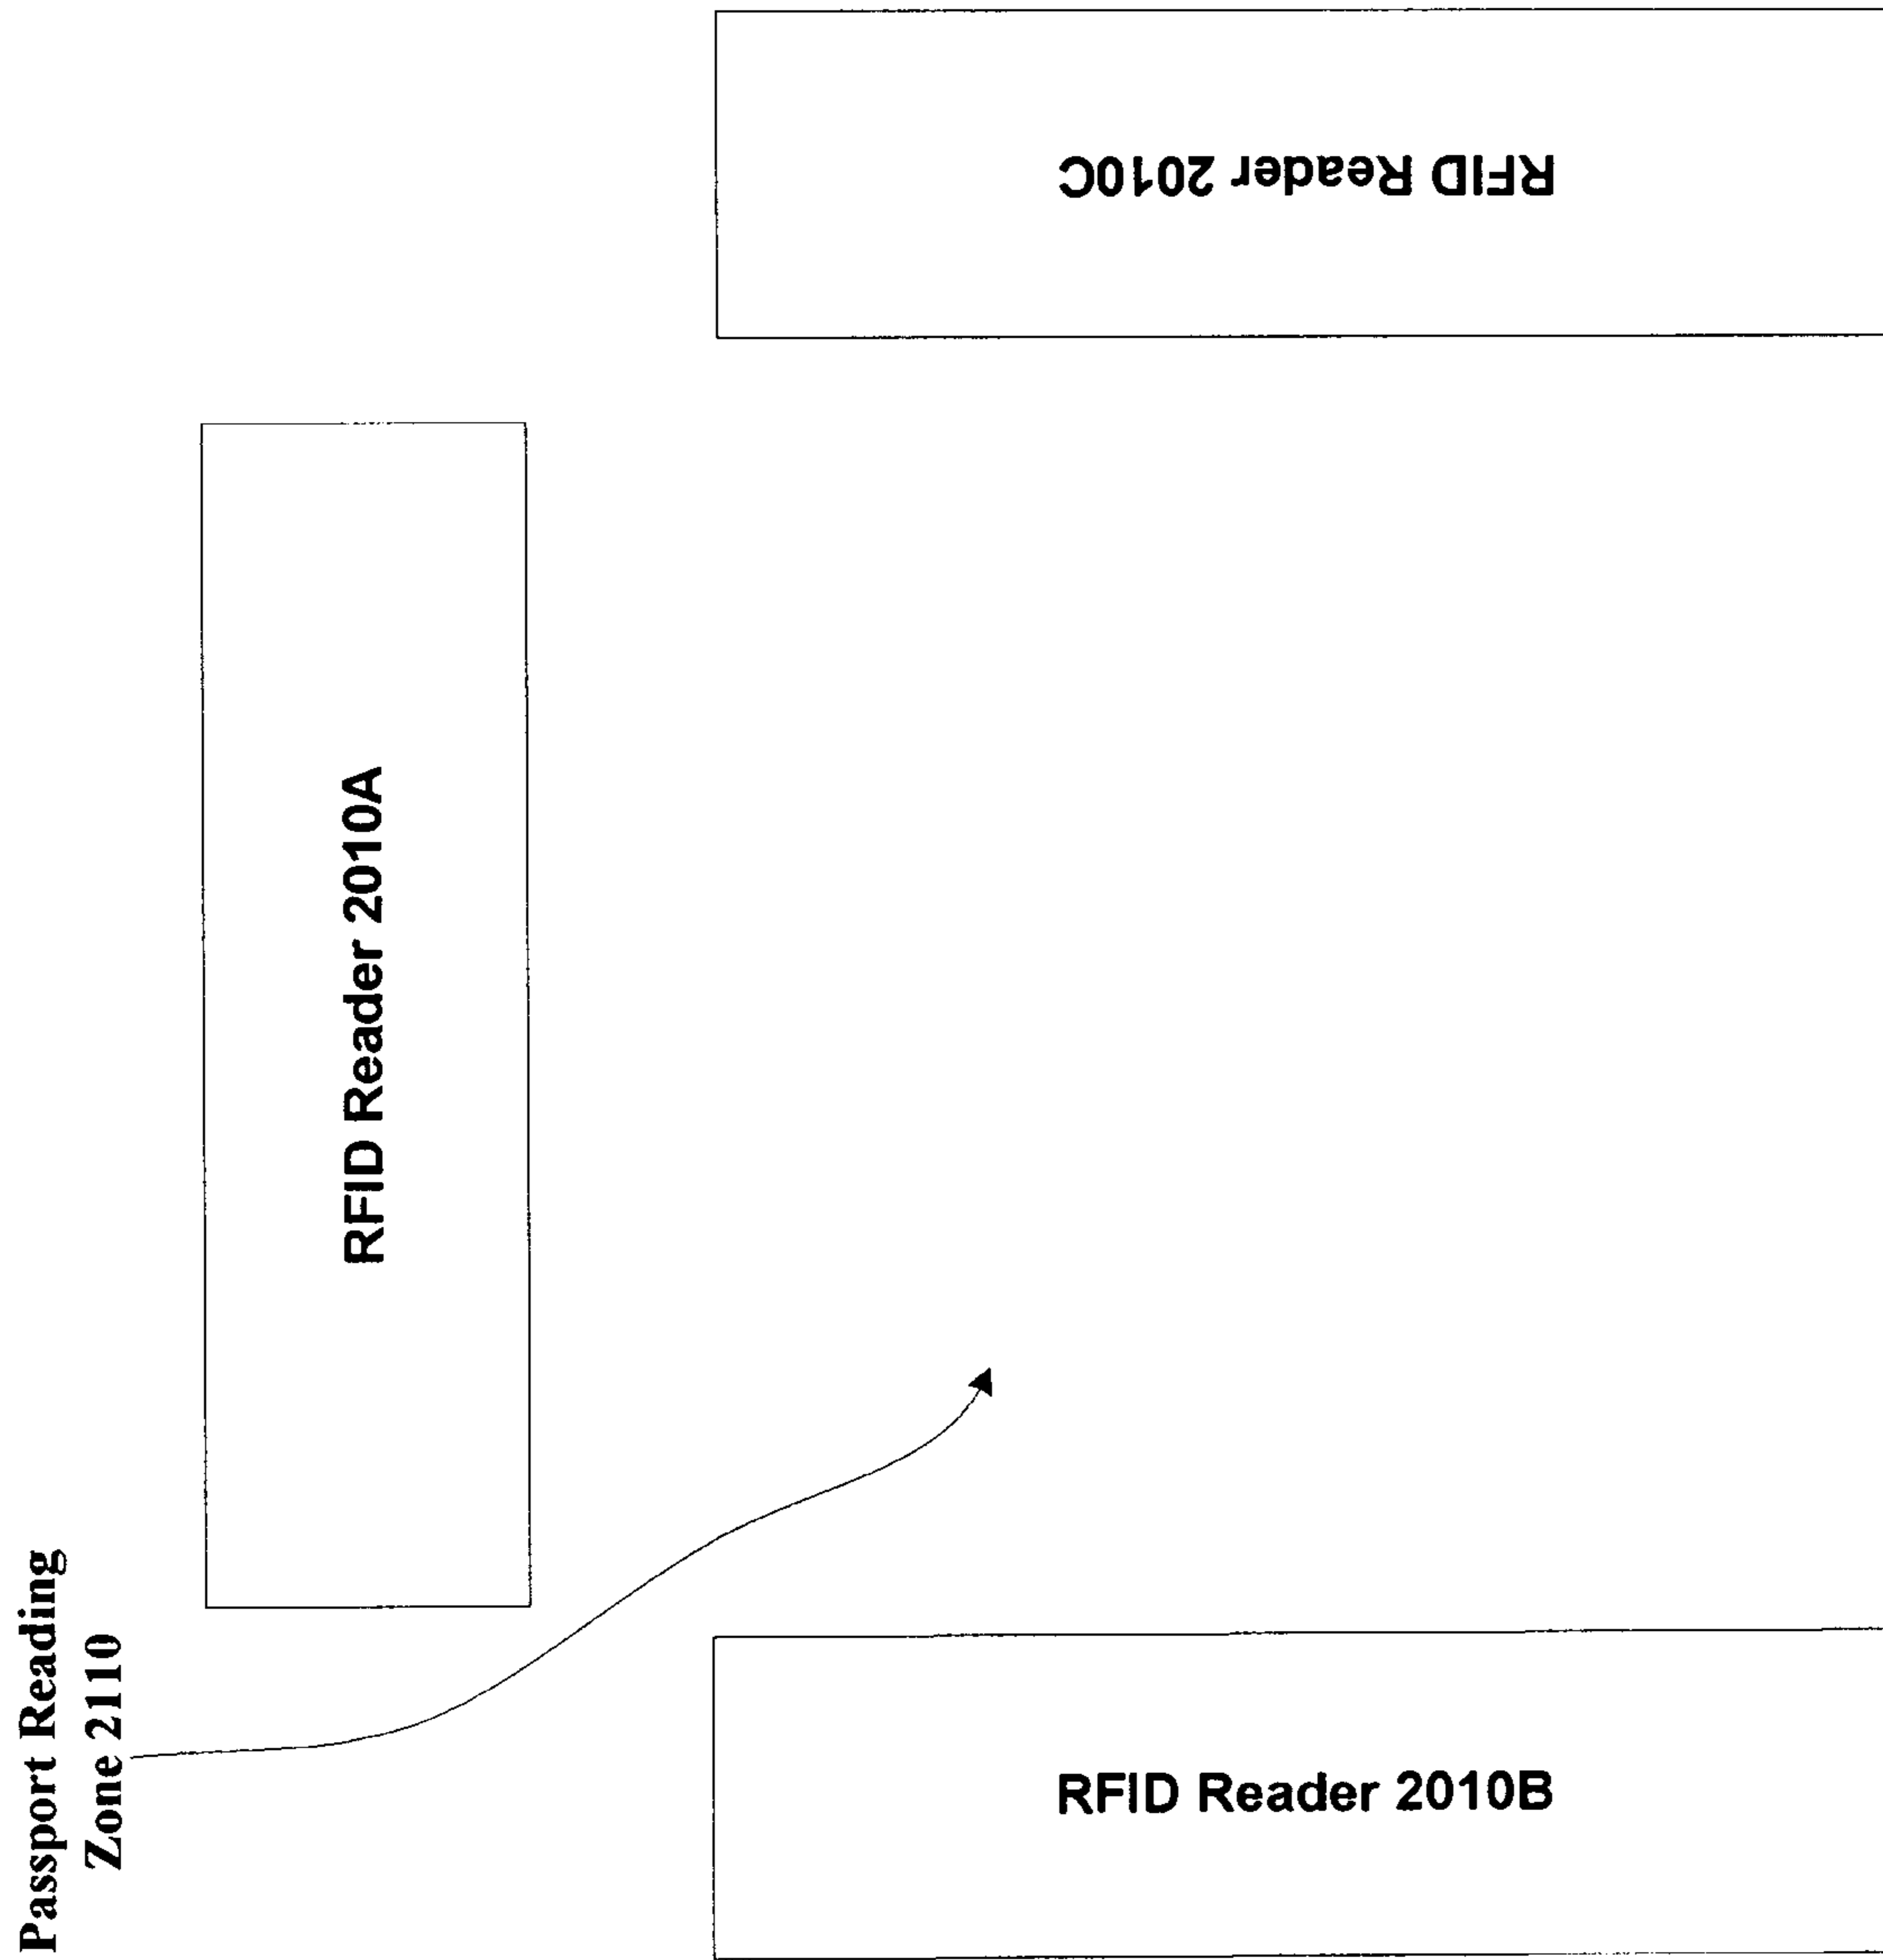 Passport Reading
Zone 2110
RFID Reader 2010A
RFID Reader 2010B
RFID Reader 2010C